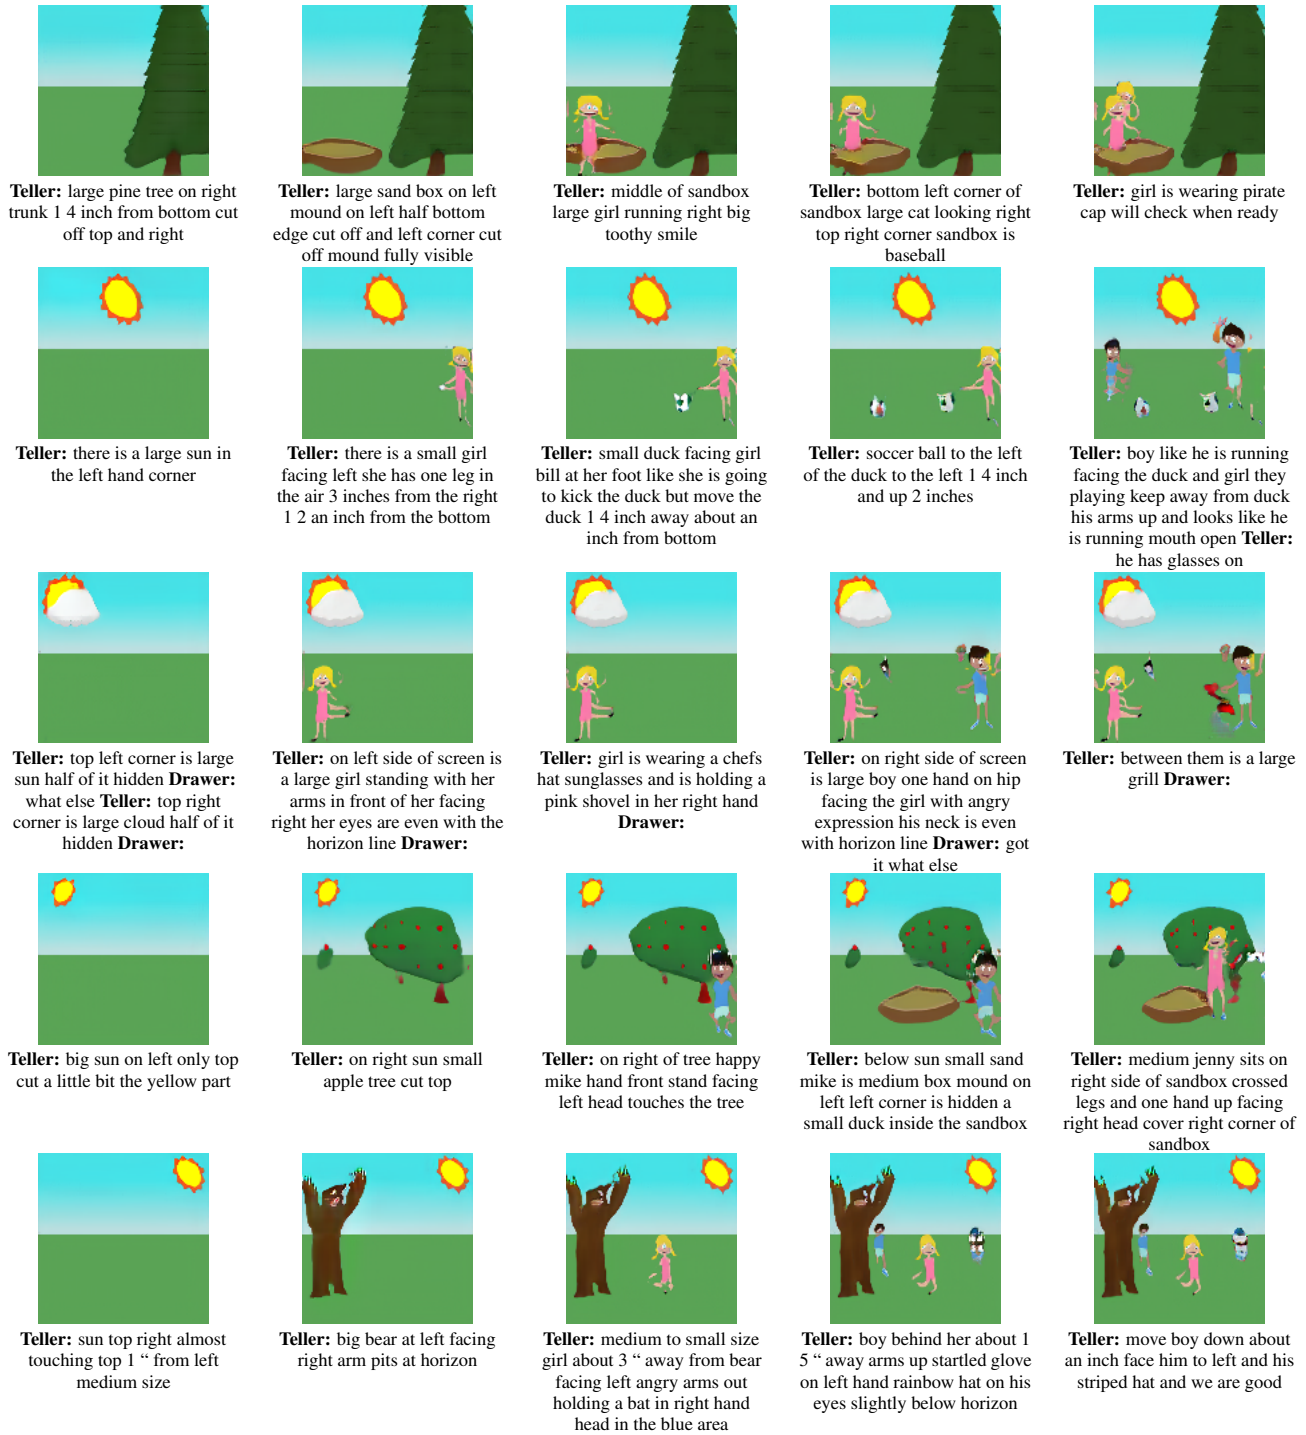 Teller: large pine tree on right
trunk 1 4 inch from bottom cut
off top and right
Teller: large sand box on left
mound on left half bottom
edge cut off and left corner cut
off mound fully visible
Teller: middle of sandbox
large girl running right big
toothy smile
Teller: bottom left corner of
sandbox large cat looking right
top right corner sandbox is
baseball
Teller: girl is wearing pirate
cap will check when ready
Teller: there is a large sun in
the left hand corner
Teller: there is a small girl
facing left she has one leg in
the air 3 inches from the right
1 2 an inch from the bottom
Teller: small duck facing girl
bill at her foot like she is going
to kick the duck but move the
duck 1 4 inch away about an
inch from bottom
Teller: soccer ball to the left
of the duck to the left 1 4 inch
and up 2 inches
Teller: boy like he is running
facing the duck and girl they
playing keep away from duck
his arms up and looks like he
is running mouth open Teller:
he has glasses on
Teller: top left corner is large
sun half of it hidden Drawer:
what else Teller: top right
corner is large cloud half of it
hidden Drawer:
Teller: on left side of screen is
a large girl standing with her
arms in front of her facing
right her eyes are even with the
horizon line Drawer:
Teller: girl is wearing a chefs
hat sunglasses and is holding a
pink shovel in her right hand
Drawer:
Teller: on right side of screen
is large boy one hand on hip
facing the girl with angry
expression his neck is even
with horizon line Drawer: got
it what else
Teller: between them is a large
grill Drawer:
Teller: big sun on left only top
cut a little bit the yellow part
Teller: on right sun small
apple tree cut top
Teller: on right of tree happy
mike hand front stand facing
left head touches the tree
Teller: below sun small sand
mike is medium box mound on
left left corner is hidden a
small duck inside the sandbox
Teller: medium jenny sits on
right side of sandbox crossed
legs and one hand up facing
right head cover right corner of
sandbox
Teller: sun top right almost
touching top 1 “ from left
medium size
Teller: big bear at left facing
right arm pits at horizon
Teller: medium to small size
girl about 3 “ away from bear
facing left angry arms out
holding a bat in right hand
head in the blue area
Teller: boy behind her about 1
5 “ away arms up startled glove
on left hand rainbow hat on his
eyes slightly below horizon
Teller: move boy down about
an inch face him to left and his
striped hat and we are good